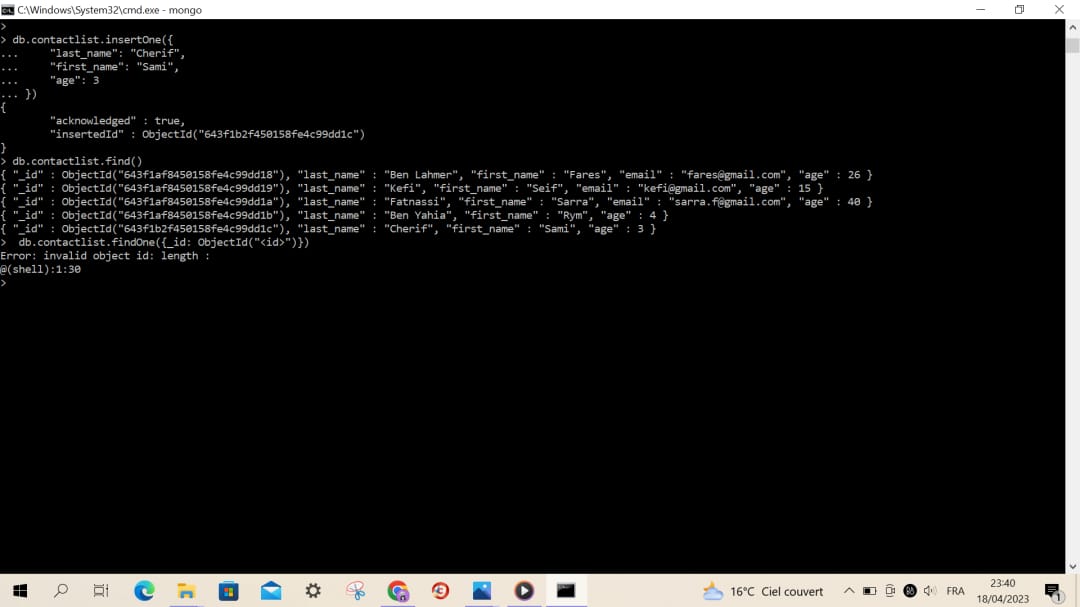 C:\Windows\System32\cmd.exe - mongo
>
> db.contactlist.insertOne({
... "last_name": "Cherif",
... "first_name": "Sami",
... "age": 3
... })
{
"acknowledged" : true,
"insertedId" : ObjectId("643f1b2f450158fe4c99dd1c")
}
> db.contactlist.find()
{ "_id" : ObjectId("643f1af8450158fe4c99dd18"), "last_name" : "Ben Lahmer", "first_name" : "Fares", "email" : "fares@gmail.com", "age" : 26 }
{ "_id" : ObjectId("643f1af8450158fe4c99dd19"), "last_name" : "Kefi", "first_name" : "Seif", "email" : "kefi@gmail.com", "age" : 15 }
{ "_id" : ObjectId("643f1af8450158fe4c99dd1a"), "last_name" : "Fatnassi", "first_name" : "Sarra", "email" : "sarra.f@gmail.com", "age" : 40 }
{ "_id" : ObjectId("643f1af8450158fe4c99dd1b"), "last_name" : "Ben Yahia", "first_name" : "Rym", "age" : 4 }
{ "_id" : ObjectId("643f1b2f450158fe4c99dd1c"), "last_name" : "Cherif", "first_name" : "Sami", "age" : 3 }
> db.contactlist.findOne({_id: ObjectId("<id>")})
Error: invalid object id: length :
@(shell):1:30
>
16°C Ciel couvert
FRA
23:40
18/04/2023
1